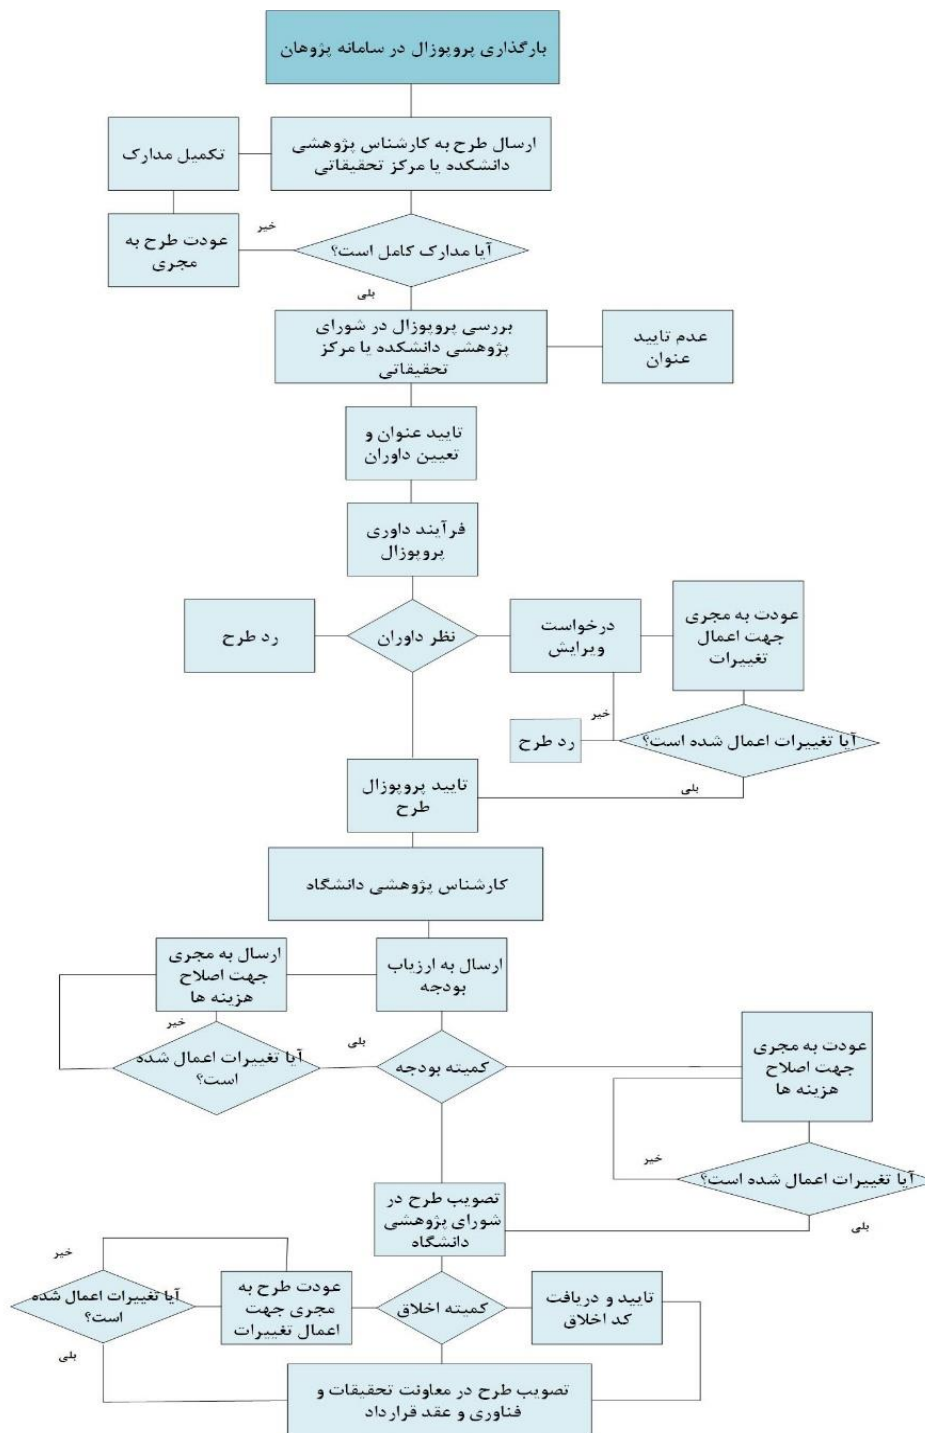 بارگذاری پروپوزال در سامانه پژوهان
ارسال طرح به کارشناس پژوهشی
دانشکده یا مرکز تحقیقاتی
تکمیل مدارک
عودت طرح به
مجری
خیر
آیا مدارک کامل است؟
بلی
بررسی پروپوزال در شورای
پژوهشی دانشکده یا مرکز
تحقیقاتی
عدم تایید
عنوان
تایید عنوان و
تعیین داوران
فرآیند داوری
پروپوزال
نظر داوران
رد طرح
درخواست
ویرایش
عودت به مجری
جهت اعمال
تغییرات
خیر
رد طرح
آیا تغییرات اعمال شده است؟
بلی
تایید پروپوزال
طرح
کارشناس پژوهشی دانشگاه
ارسال به ارزیاب
بودجه
ارسال به مجری
جهت اصلاح
هزینه ها
خیر
آیا تغییرات اعمال شده
است؟
بلی
کمیته بودجه
عودت به مجری
جهت اصلاح
هزینه ها
خیر
آیا تغییرات اعمال شده است؟
بلی
تصویب طرح در
شورای پژوهشی
دانشگاه
کمیته اخلاق
تایید و دریافت
کد اخلاق
عودت طرح به
مجری جهت
اعمال تغییرات
خیر
آیا تغییرات اعمال شده
است؟
بلی
تصویب طرح در معاونت تحقیقات و
فناوری و عقد قرارداد